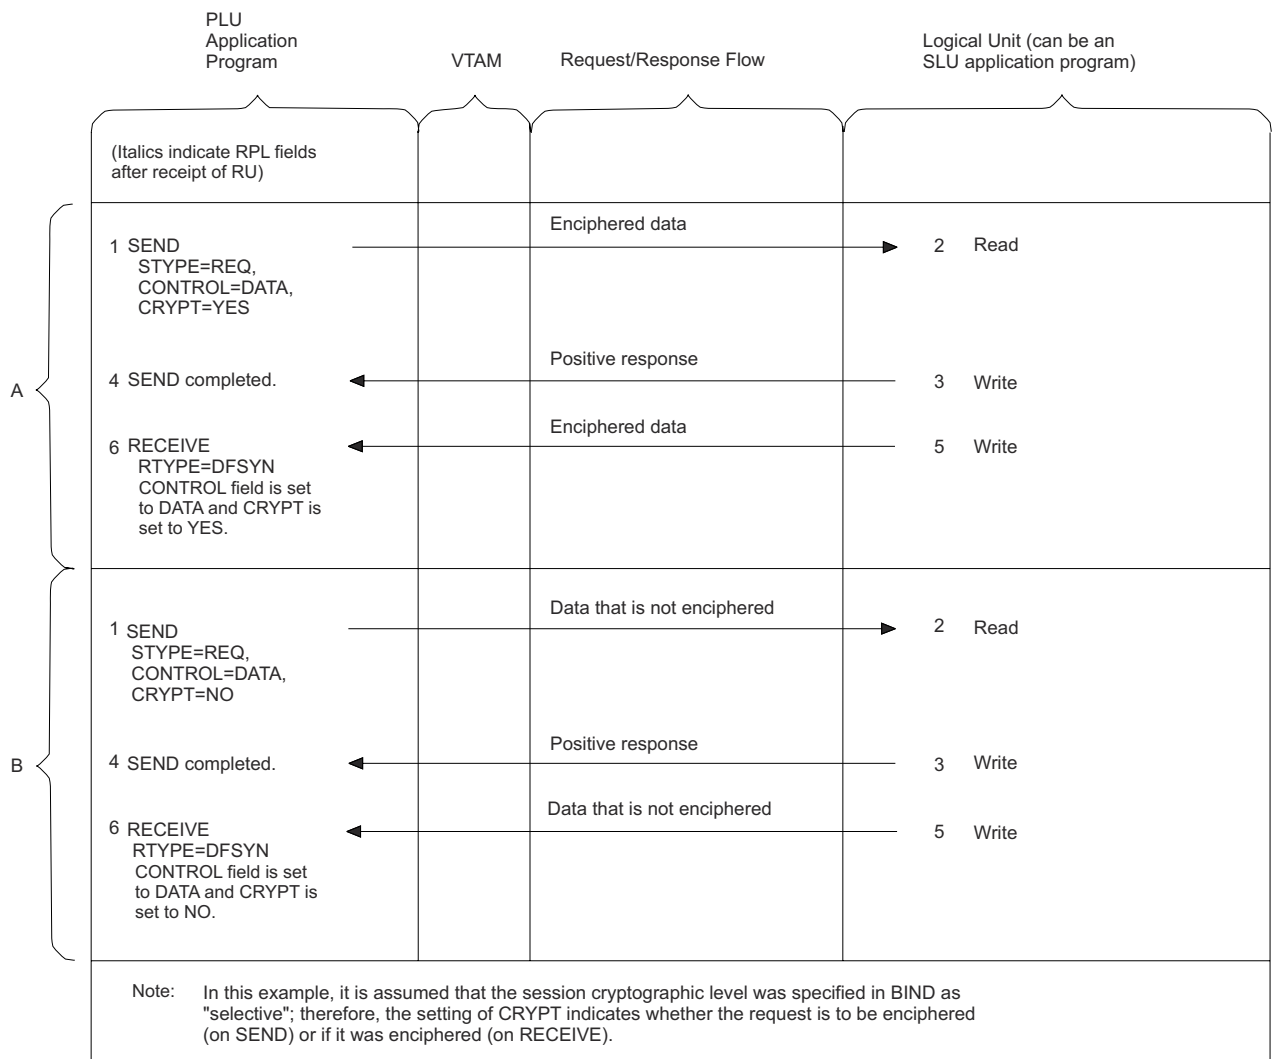 PLU
Application
Program
VTAM
Request/Response Flow
Logical Unit (can be an
SLU application program)
(Italics indicate RPL fields
after receipt of RU)
A
1 SEND
STYPE=REQ,
CONTROL=DATA,
CRYPT=YES
Enciphered data
2 Read
4 SEND completed.
Positive response
3 Write
6 RECEIVE
RTYPE=DFSYN
CONTROL field is set
to DATA and CRYPT is
set to YES.
Enciphered data
5 Write
B
1 SEND
STYPE=REQ,
CONTROL=DATA,
CRYPT=NO
Data that is not enciphered
2 Read
4 SEND completed.
Positive response
3 Write
6 RECEIVE
RTYPE=DFSYN
CONTROL field is set
to DATA and CRYPT is
set to NO.
Data that is not enciphered
5 Write
Note: In this example, it is assumed that the session cryptographic level was specified in BIND as
"selective"; therefore, the setting of CRYPT indicates whether the request is to be enciphered
(on SEND) or if it was enciphered (on RECEIVE).